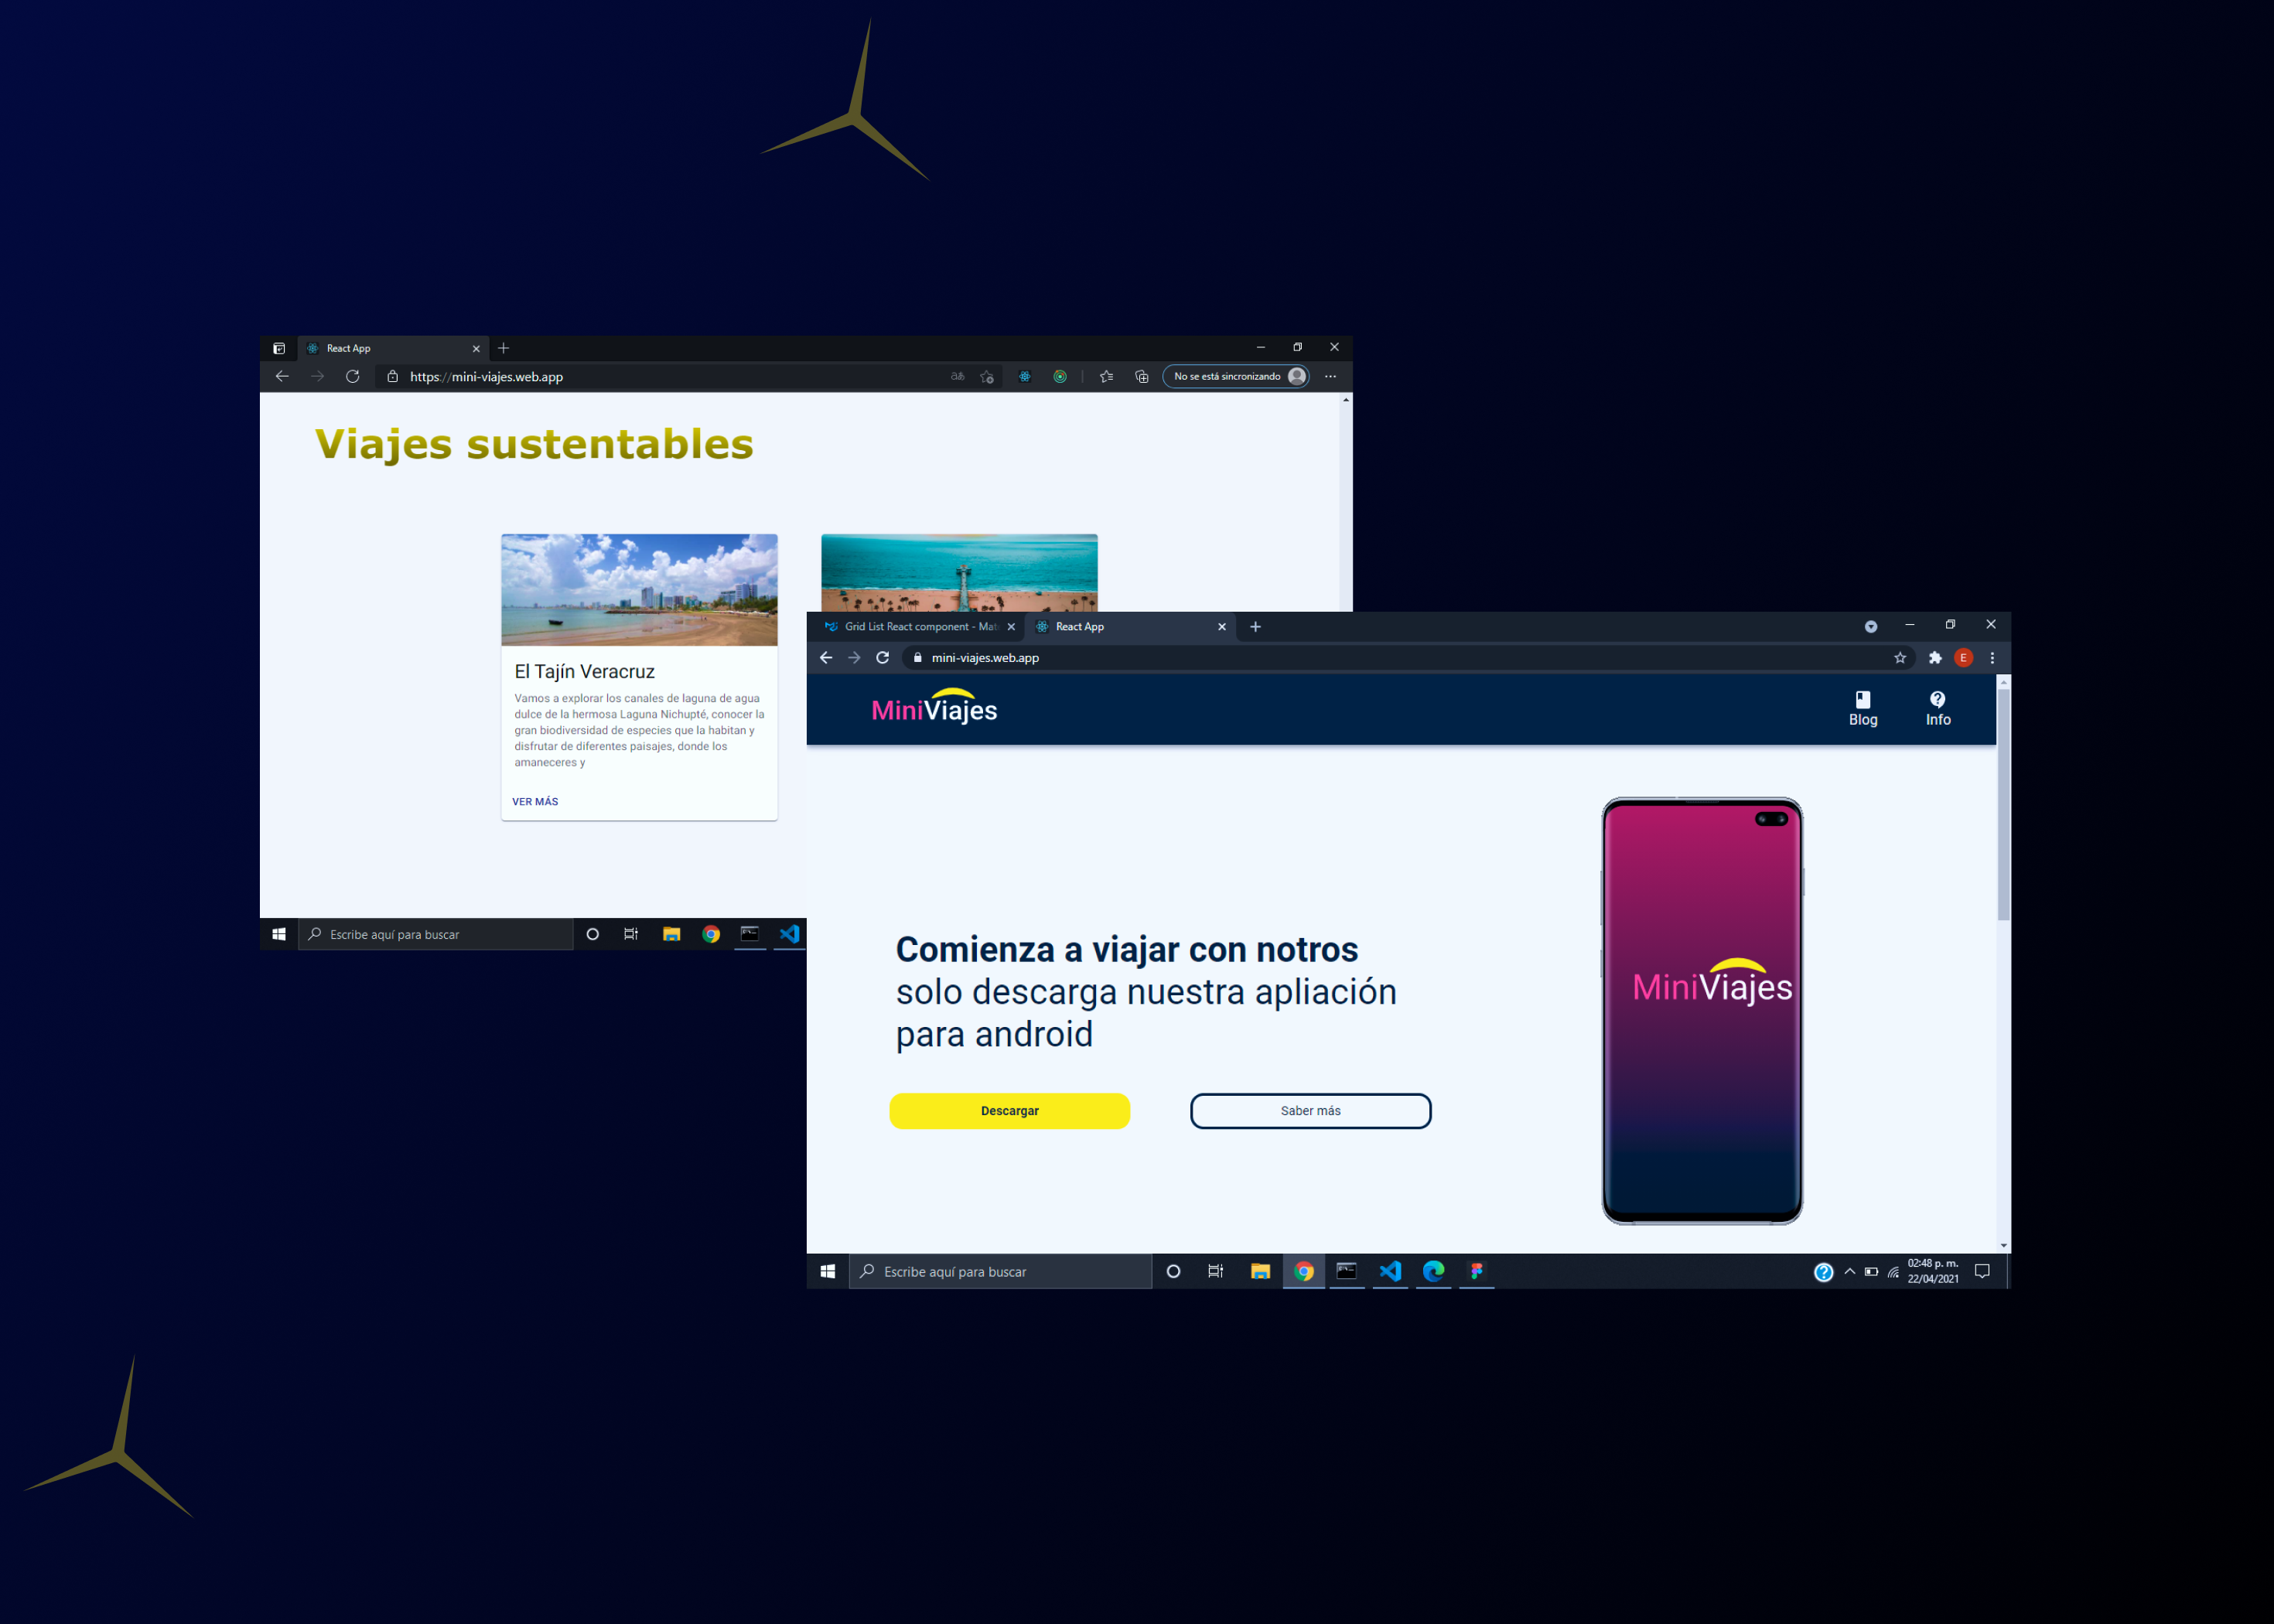 React App
https://mini-viajes.web.app
No se está sincronizando
Viajes sustentables
El Tajín Veracruz
Vamos a explorar los canales de laguna de agua
dulce de la hermosa Laguna Nichupté, conocer la
gran biodiversidad de especies que la habitan y
disfrutar de diferentes paisajes, donde los
amaneceres y
VER MÁS
Escribe aquí para buscar
Grid List React component - Mat
React App
mini-viajes.web.app
E
MiniViajes
Blog
Info
Comienza a viajar con notros
solo descarga nuestra apliación
para android
Descargar
Saber más
MiniViajes
Escribe aquí para buscar
02:48 p. m.
22/04/2021